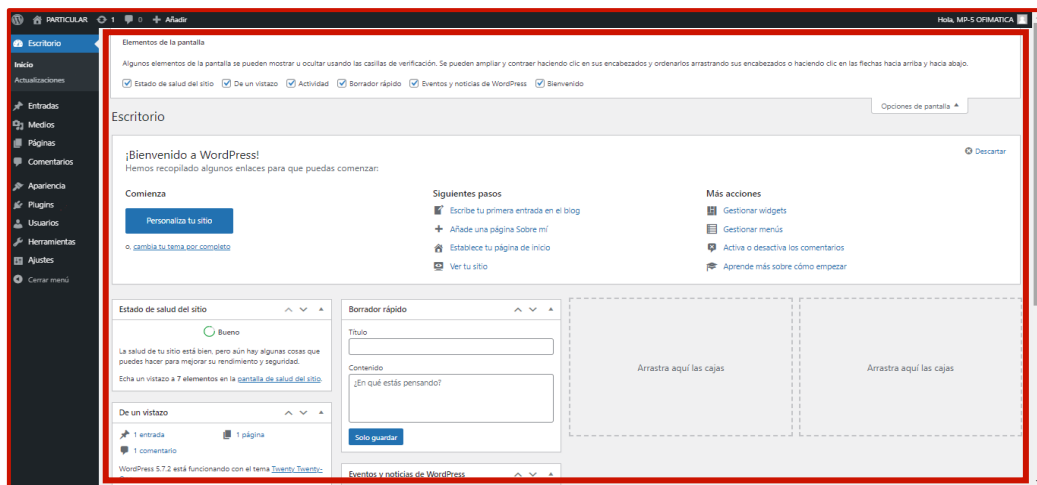 PARTICULAR 1 0 + Añadir Hola, MP-5 OFIMATICA
Escritorio
Inicio
Actualizaciones
Entradas
Medios
Páginas
Comentarios
Apariencia
Plugins
Usuarios
Herramientas
Ajustes
Cerrar menú
Elementos de la pantalla
Algunos elementos de la pantalla se pueden mostrar u ocultar usando las casillas de verificación. Se pueden ampliar y contraer haciendo clic en sus encabezados y ordenarlos arrastrando sus encabezados o haciendo clic en las flechas hacia arriba y hacia abajo.
Estado de salud del sitio De un vistazo Actividad Borrador rápido Eventos y noticias de WordPress Bienvenido
Opciones de pantalla
Escritorio
¡Bienvenido a WordPress!
Descartar
Hemos recopilado algunos enlaces para que puedas comenzar:
Comienza
Personaliza tu sitio
o, cambia tu tema por completo
Siguientes pasos
Escribe tu primera entrada en el blog
Añade una página Sobre mí
Establece tu página de inicio
Ver tu sitio
Más acciones
Gestionar widgets
Gestionar menús
Activa o desactiva los comentarios
Aprende más sobre cómo empezar
Estado de salud del sitio
Bueno
La salud de tu sitio está bien, pero aún hay algunas cosas que
puedes hacer para mejorar su rendimiento y seguridad.
Echa un vistazo a 7 elementos en la pantalla de salud del sitio.
De un vistazo
1 entrada 1 página
1 comentario
WordPress 5.7.2 está funcionando con el tema Twenty Twenty-
Borrador rápido
Título
Contenido
¿En qué estás pensando?
Solo guardar
Eventos y noticias de WordPress
Arrastra aquí las cajas
Arrastra aquí las cajas